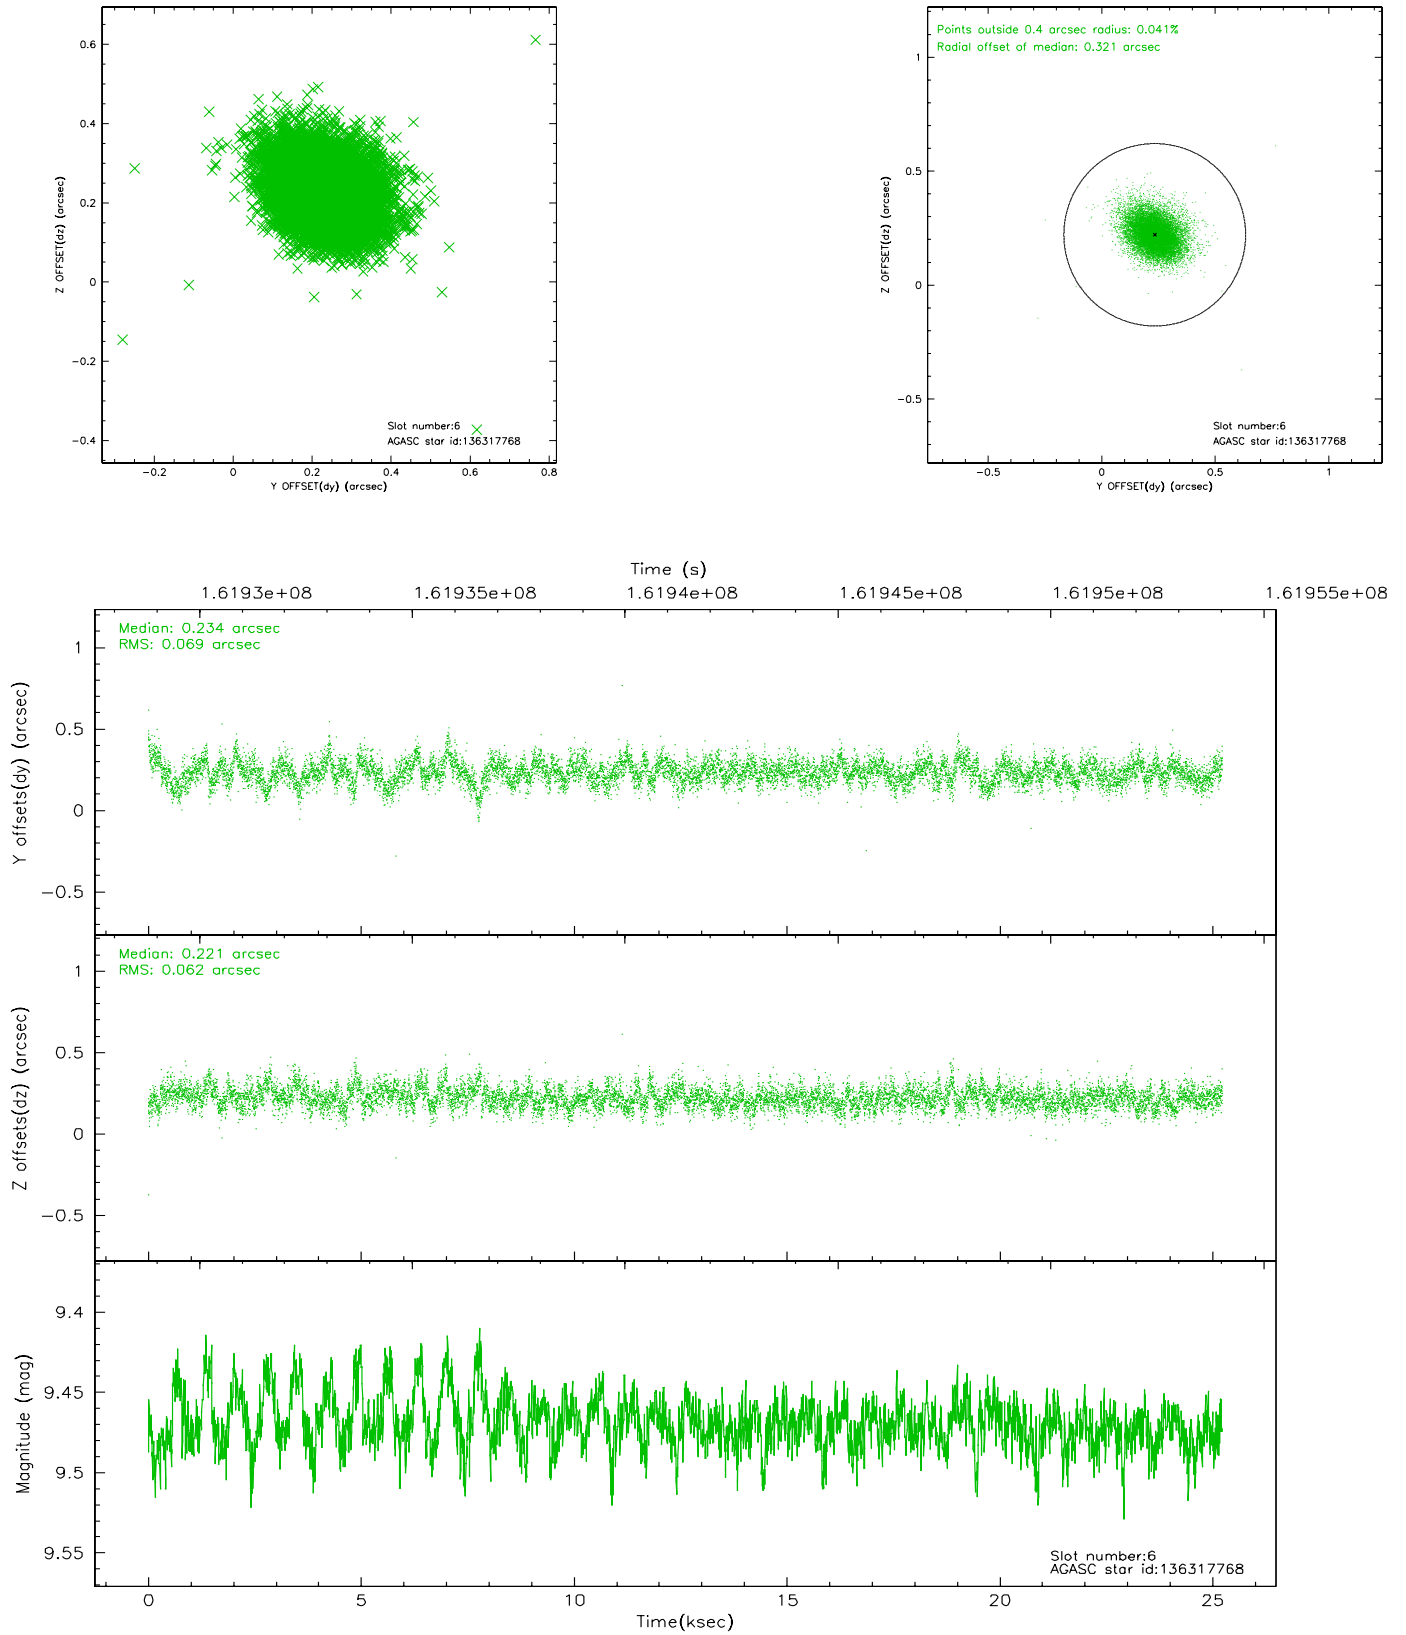 0.6
0.4
0.2
0
−0.2
−0.4
Z OFFSET(dz) (arcsec)
Slot number:6
AGASC star id:136317768
−0.2 0 0.2 0.4 0.6 0.8
Y OFFSET(dy) (arcsec)
Points outside 0.4 arcsec radius: 0.041%
Radial offset of median: 0.321 arcsec
1
0.5
0
−0.5
Z OFFSET(dz) (arcsec)
Slot number:6
AGASC star id:136317768
−0.5 0 0.5 1
Y OFFSET(dy) (arcsec)
Time (s)
1.6193e+08 1.61935e+08 1.6194e+08 1.61945e+08 1.6195e+08 1.61955e+08
Median: 0.234 arcsec
RMS: 0.069 arcsec
1
0.5
0
−0.5
Y offsets(dy) (arcsec)
Median: 0.221 arcsec
RMS: 0.062 arcsec
1
0.5
0
−0.5
Z offsets(dz) (arcsec)
9.4
9.45
9.5
9.55
Magnitude (mag)
Slot number:6
AGASC star id:136317768
0 5 10 15 20 25
Time(ksec)